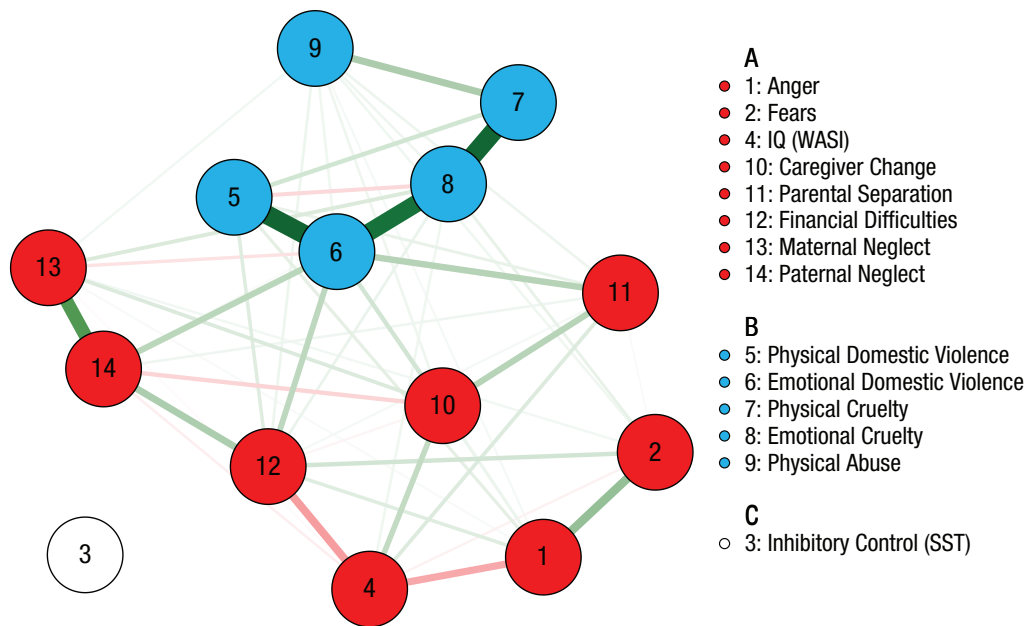 9
7
8
5
6
13
11
14
10
2
12
1
3
4
A
1: Anger
2: Fears
4: IQ (WASI)
10: Caregiver Change
11: Parental Separation
12: Financial Difficulties
13: Maternal Neglect
14: Paternal Neglect
B
5: Physical Domestic Violence
6: Emotional Domestic Violence
7: Physical Cruelty
8: Emotional Cruelty
9: Physical Abuse
C
3: Inhibitory Control (SST)